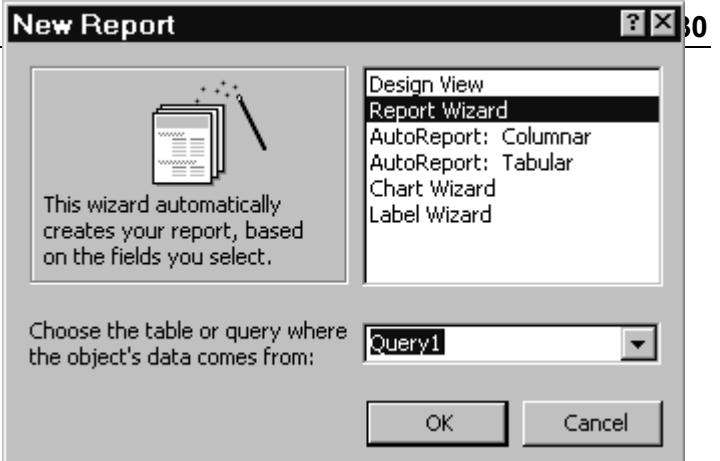 New Report
30
Design View
Report Wizard
AutoReport: Columnar
AutoReport: Tabular
Chart Wizard
Label Wizard
This wizard automatically
creates your report, based
on the fields you select.
Choose the table or query where
the object's data comes from:
Query1
OK
Cancel